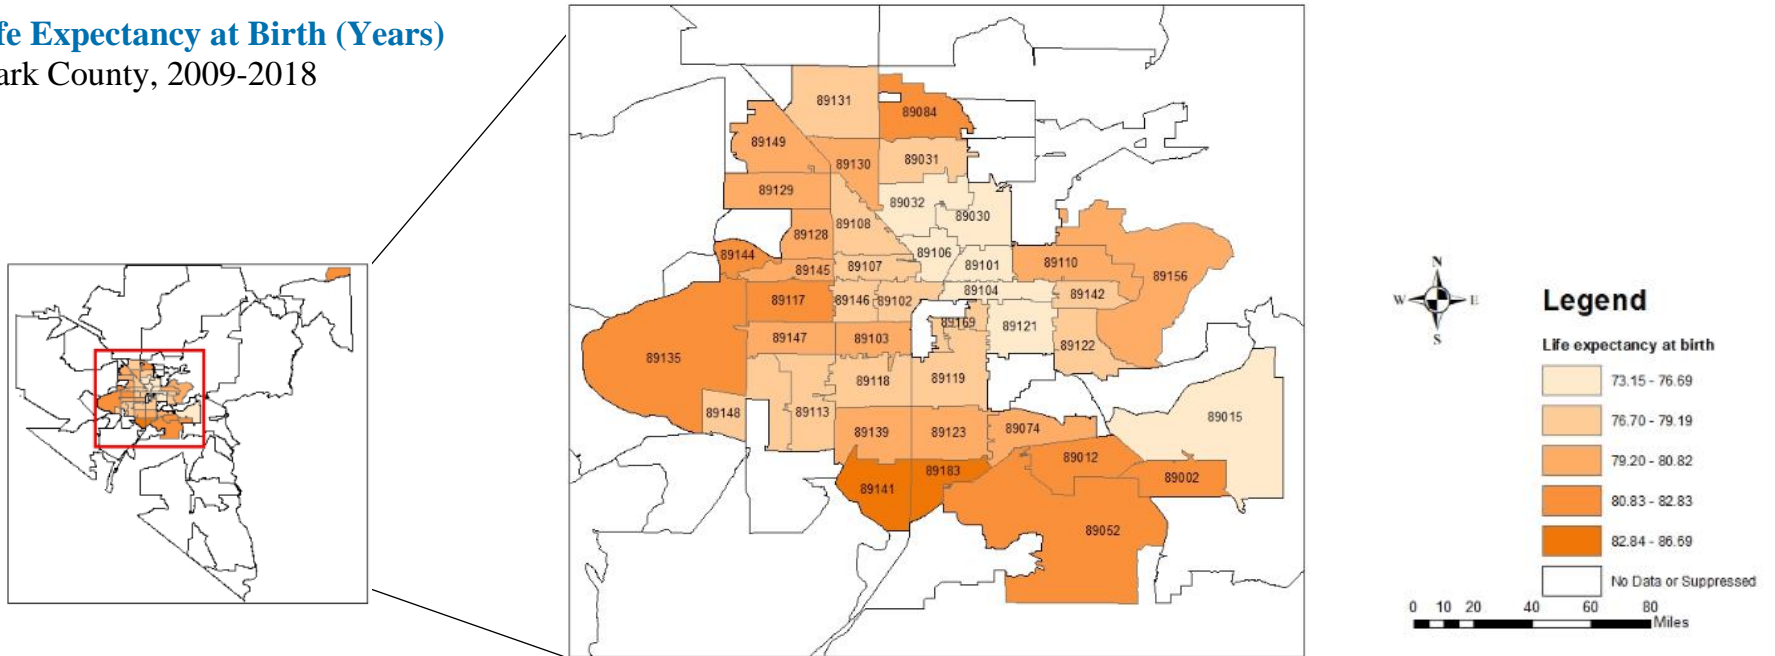 fe Expectancy at Birth (Years)
ark County, 2009-2018
89131
89084
89149
89130
89031
89129
89032
89030
89108
89128
89106
89144
89101
89110
89145
89107
89156
89104
89117
89146
89102
89142
89169
89121
89147
89103
89122
89135
89118
89119
89148
89113
89015
89139
89123
89074
89012
89183
89002
89141
89052
N
W
E
S
Legend
Life expectancy at birth
73.15 - 76.69
76.70 - 79.19
79.20 - 80.82
80.83 - 82.83
82.84 - 86.69
No Data or Suppressed
0 10 20 40 60 80
Miles